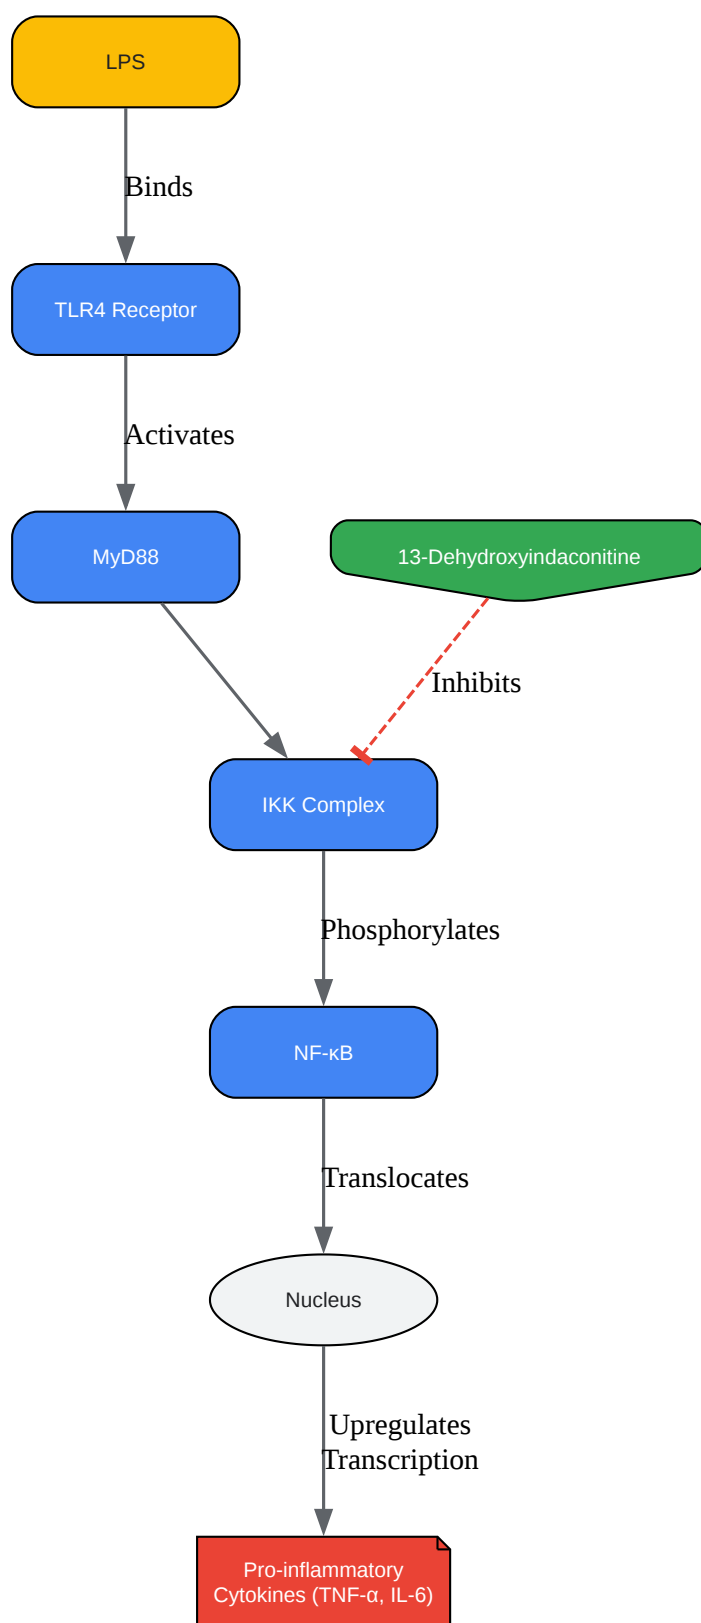 LPS
Binds
TLR4 Receptor
Activates
MyD88
13-Dehydroxyindaconitine
Inhibits
IKK Complex
Phosphorylates
NF-κB
Translocates
Nucleus
Upregulates
Transcription
Pro-inflammatory
Cytokines (TNF-α, IL-6)